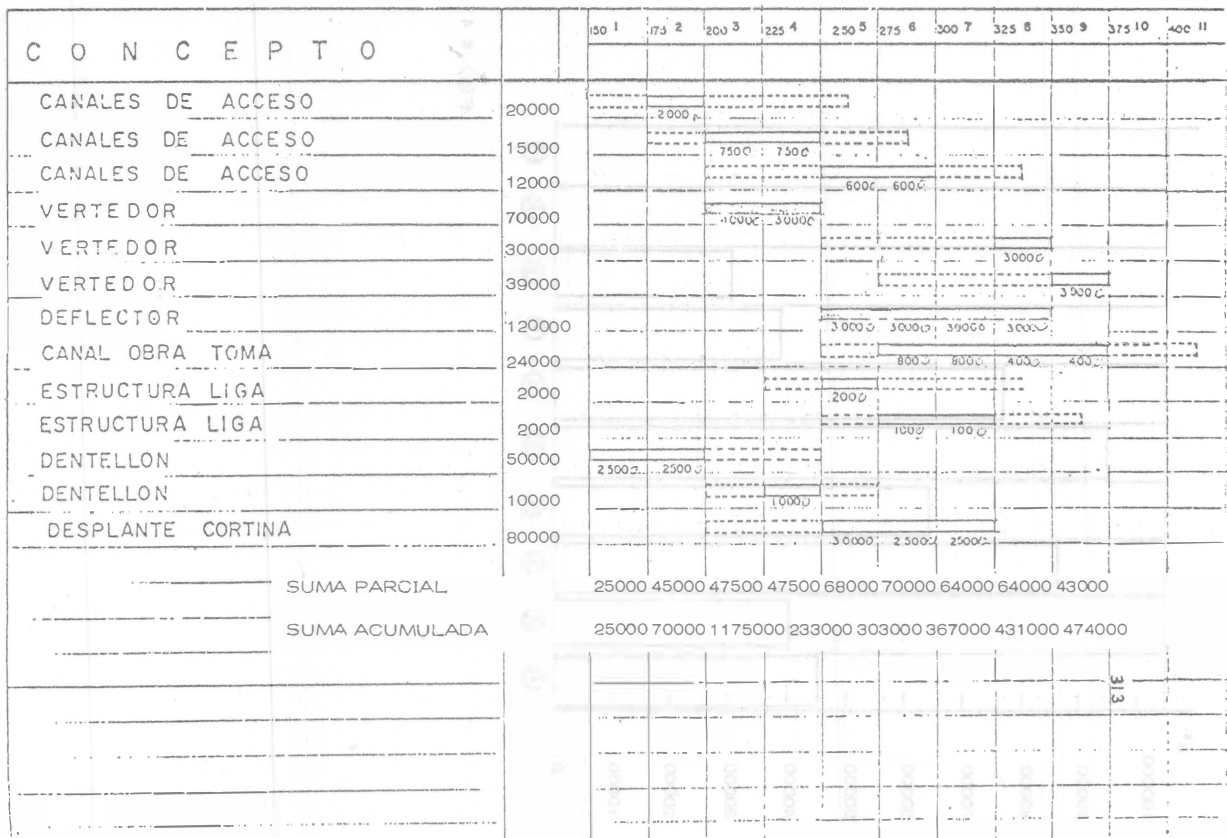 150 1 175 2 200 3 225 4 250 5 275 6 300 7 325 8 350 9 375 10 400 11
CONCEPTO
CANALES DE ACCESO 20000
2000
CANALES DE ACCESO 15000
7500 7500
CANALES DE ACCESO 12000
6000 6000
VERTEDOR 70000
30000
VERTEDOR 30000
30000
VERTEDOR 39000
3900
DEFLECTOR 120000
30000 30000 30000 30000
CANAL OBRA TOMA 24000
8000 8000 4000 4000
ESTRUCTURA LIGA 2000
2000
ESTRUCTURA LIGA 2000
1000 1000
DENTELLON 50000
25000 25000
DENTELLON 10000
10000
DESPLANTE CORTINA 80000
30000 25000 25000
SUMA PARCIAL 25000 45000 47500 47500 68000 70000 64000 64000 43000
SUMA ACUMULADA 25000 70000 1175000 233000 303000 367000 431000 474000
313